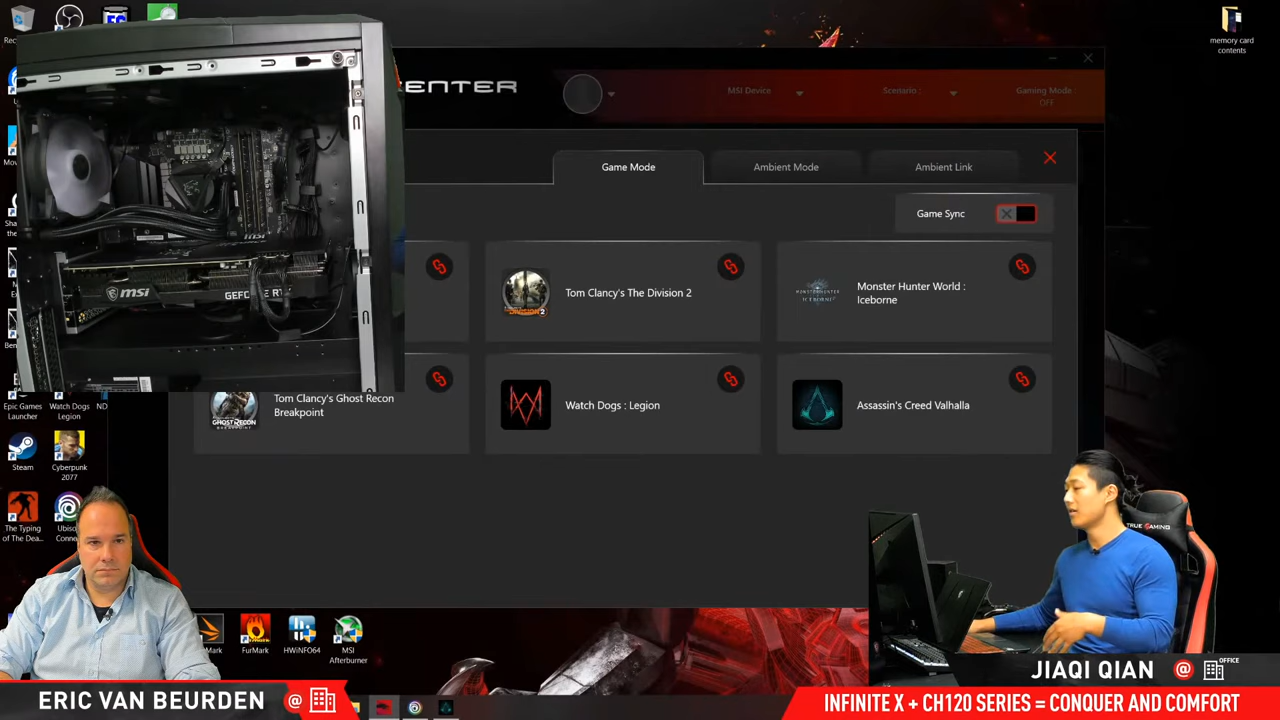 memory card
contents
ENTER
MSI Device
Scenario :
Gaming Mode
OFF
Game Mode
Ambient Mode
Ambient Link
Game Sync
Tom Clancy's The Division 2
Monster Hunter World :
Iceborne
Tom Clancy's Ghost Recon
Breakpoint
Watch Dogs : Legion
Assassin's Creed Valhalla
msi
GEFORCE RTX
Epic Games
Launcher
Watch Dogs
Legion
Steam
Cyberpunk
2077
The Typing
of The Dea...
FurMark
HWiNFO64
MSI
Afterburner
TRUE GAMING
ERIC VAN BEURDEN @
JIAQI QIAN @ OFFICE
INFINITE X + CH120 SERIES = CONQUER AND COMFORT